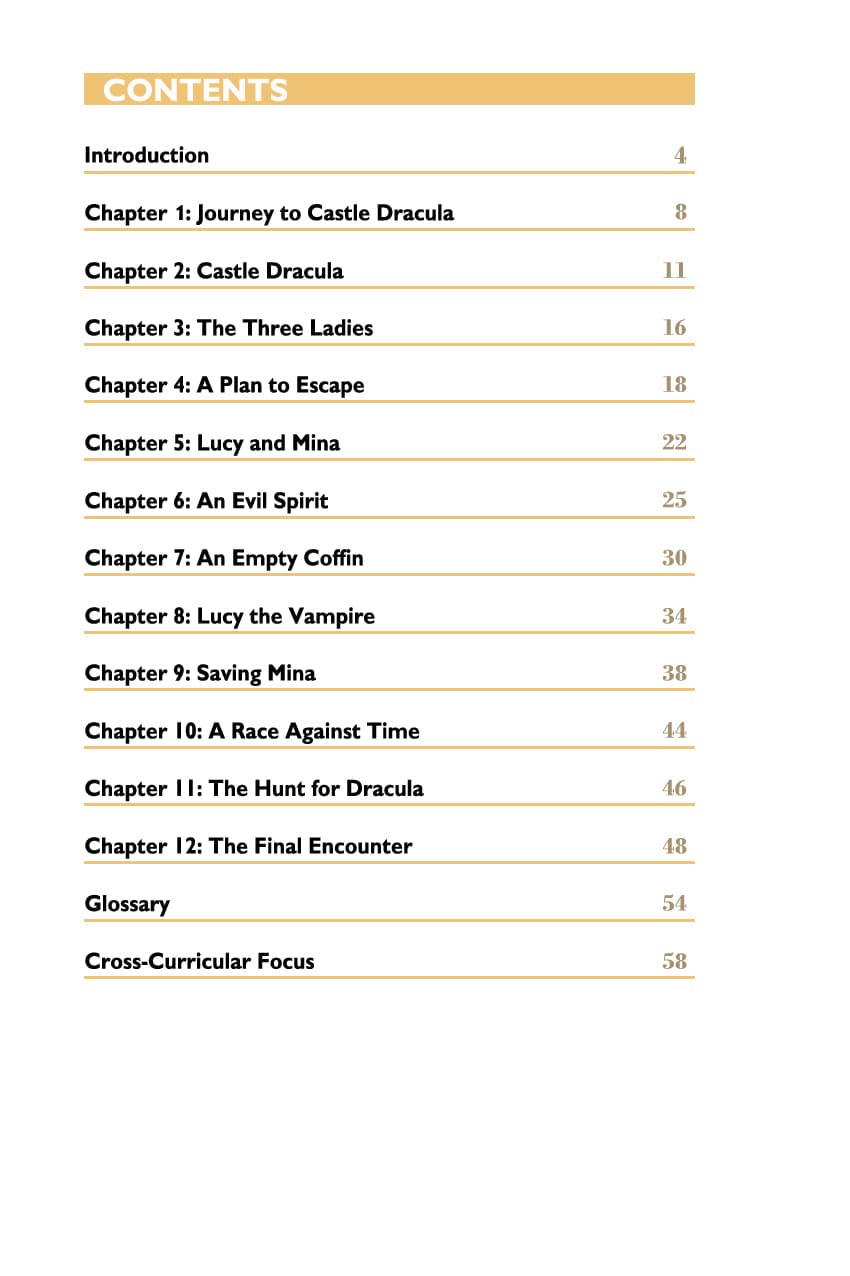 CONTENTS
Introduction 4
Chapter 1: Journey to Castle Dracula 8
Chapter 2: Castle Dracula 11
Chapter 3: The Three Ladies 16
Chapter 4: A Plan to Escape 18
Chapter 5: Lucy and Mina 22
Chapter 6: An Evil Spirit 25
Chapter 7: An Empty Coffin 30
Chapter 8: Lucy the Vampire 34
Chapter 9: Saving Mina 38
Chapter 10: A Race Against Time 44
Chapter 11: The Hunt for Dracula 46
Chapter 12: The Final Encounter 48
Glossary 54
Cross-Curricular Focus 58